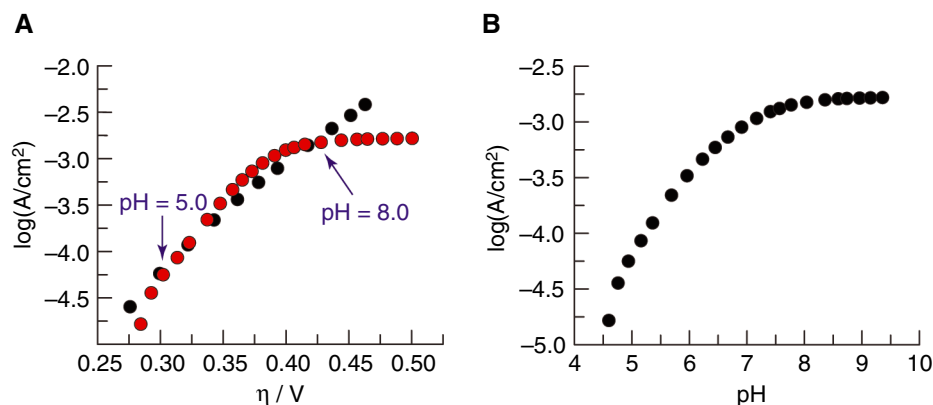 A
log(A/cm²)
–2.0
–2.5
–3.0
–3.5
–4.0
–4.5
pH = 5.0
pH = 8.0
0.25 0.30 0.35 0.40 0.45 0.50
η / V
B
log(A/cm²)
–2.5
–3.0
–3.5
–4.0
–4.5
–5.0
4 5 6 7 8 9 10
pH